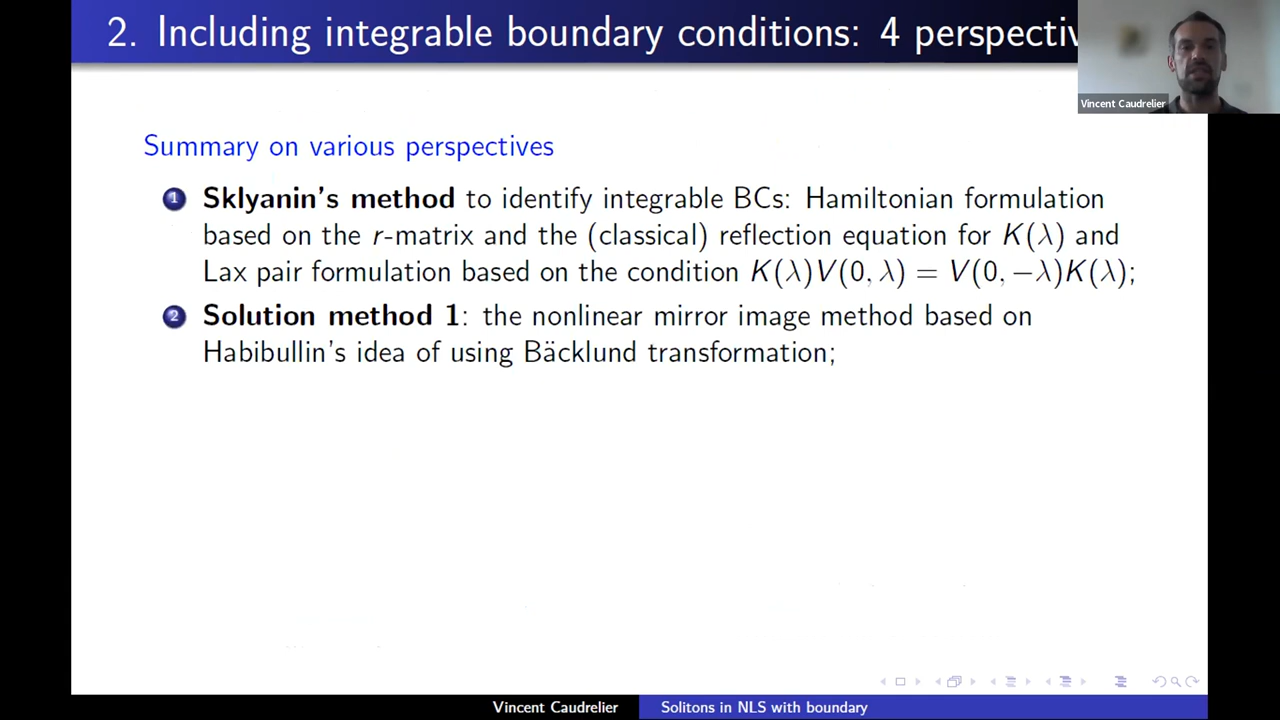 2. Including integrable boundary conditions: 4
Vincent Caudrelier
Summary on various perspectives
1 Sklyanin's method to identify integrable BCs: Hamiltonian formulation
based on the r-matrix and the (classical) reflection equation for K(λ) and
Lax pair formulation based on the condition K(λ)V(0, λ) = V(0, −λ)K(λ);
2 Solution method 1: the nonlinear mirror image method based on
Habibullin's idea of using Bäcklund transformation;
Vincent Caudrelier
Solitons in NLS with boundary